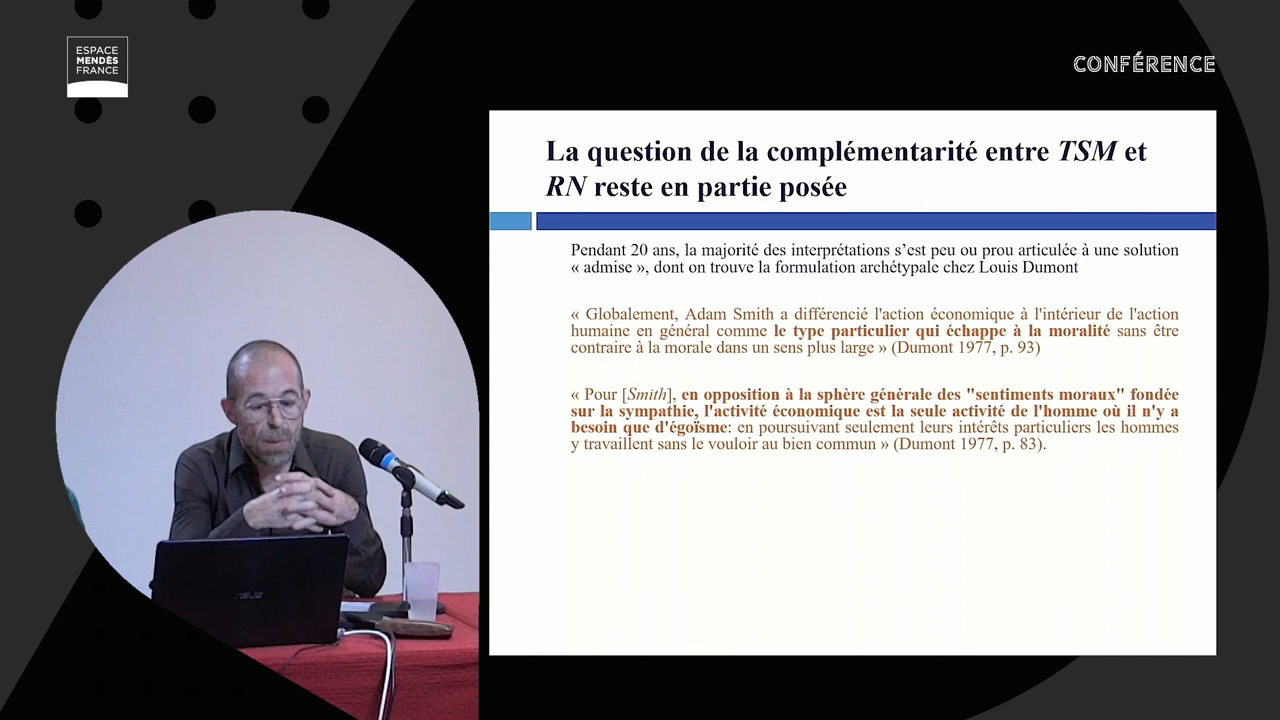 ESPACE
MENDÈS
FRANCE
CONFÉRENCE
La question de la complémentarité entre TSM et
RN reste en partie posée
Pendant 20 ans, la majorité des interprétations s’est peu ou prou articulée à une solution
« admise », dont on trouve la formulation archétypale chez Louis Dumont
« Globalement, Adam Smith a différencié l'action économique à l'intérieur de l'action
humaine en général comme le type particulier qui échappe à la moralité sans être
contraire à la morale dans un sens plus large » (Dumont 1977, p. 93)
« Pour [Smith], en opposition à la sphère générale des "sentiments moraux" fondée
sur la sympathie, l'activité économique est la seule activité de l'homme où il n'y a
besoin que d'égoïsme: en poursuivant seulement leurs intérêts particuliers les hommes
y travaillent sans le vouloir au bien commun » (Dumont 1977, p. 83).